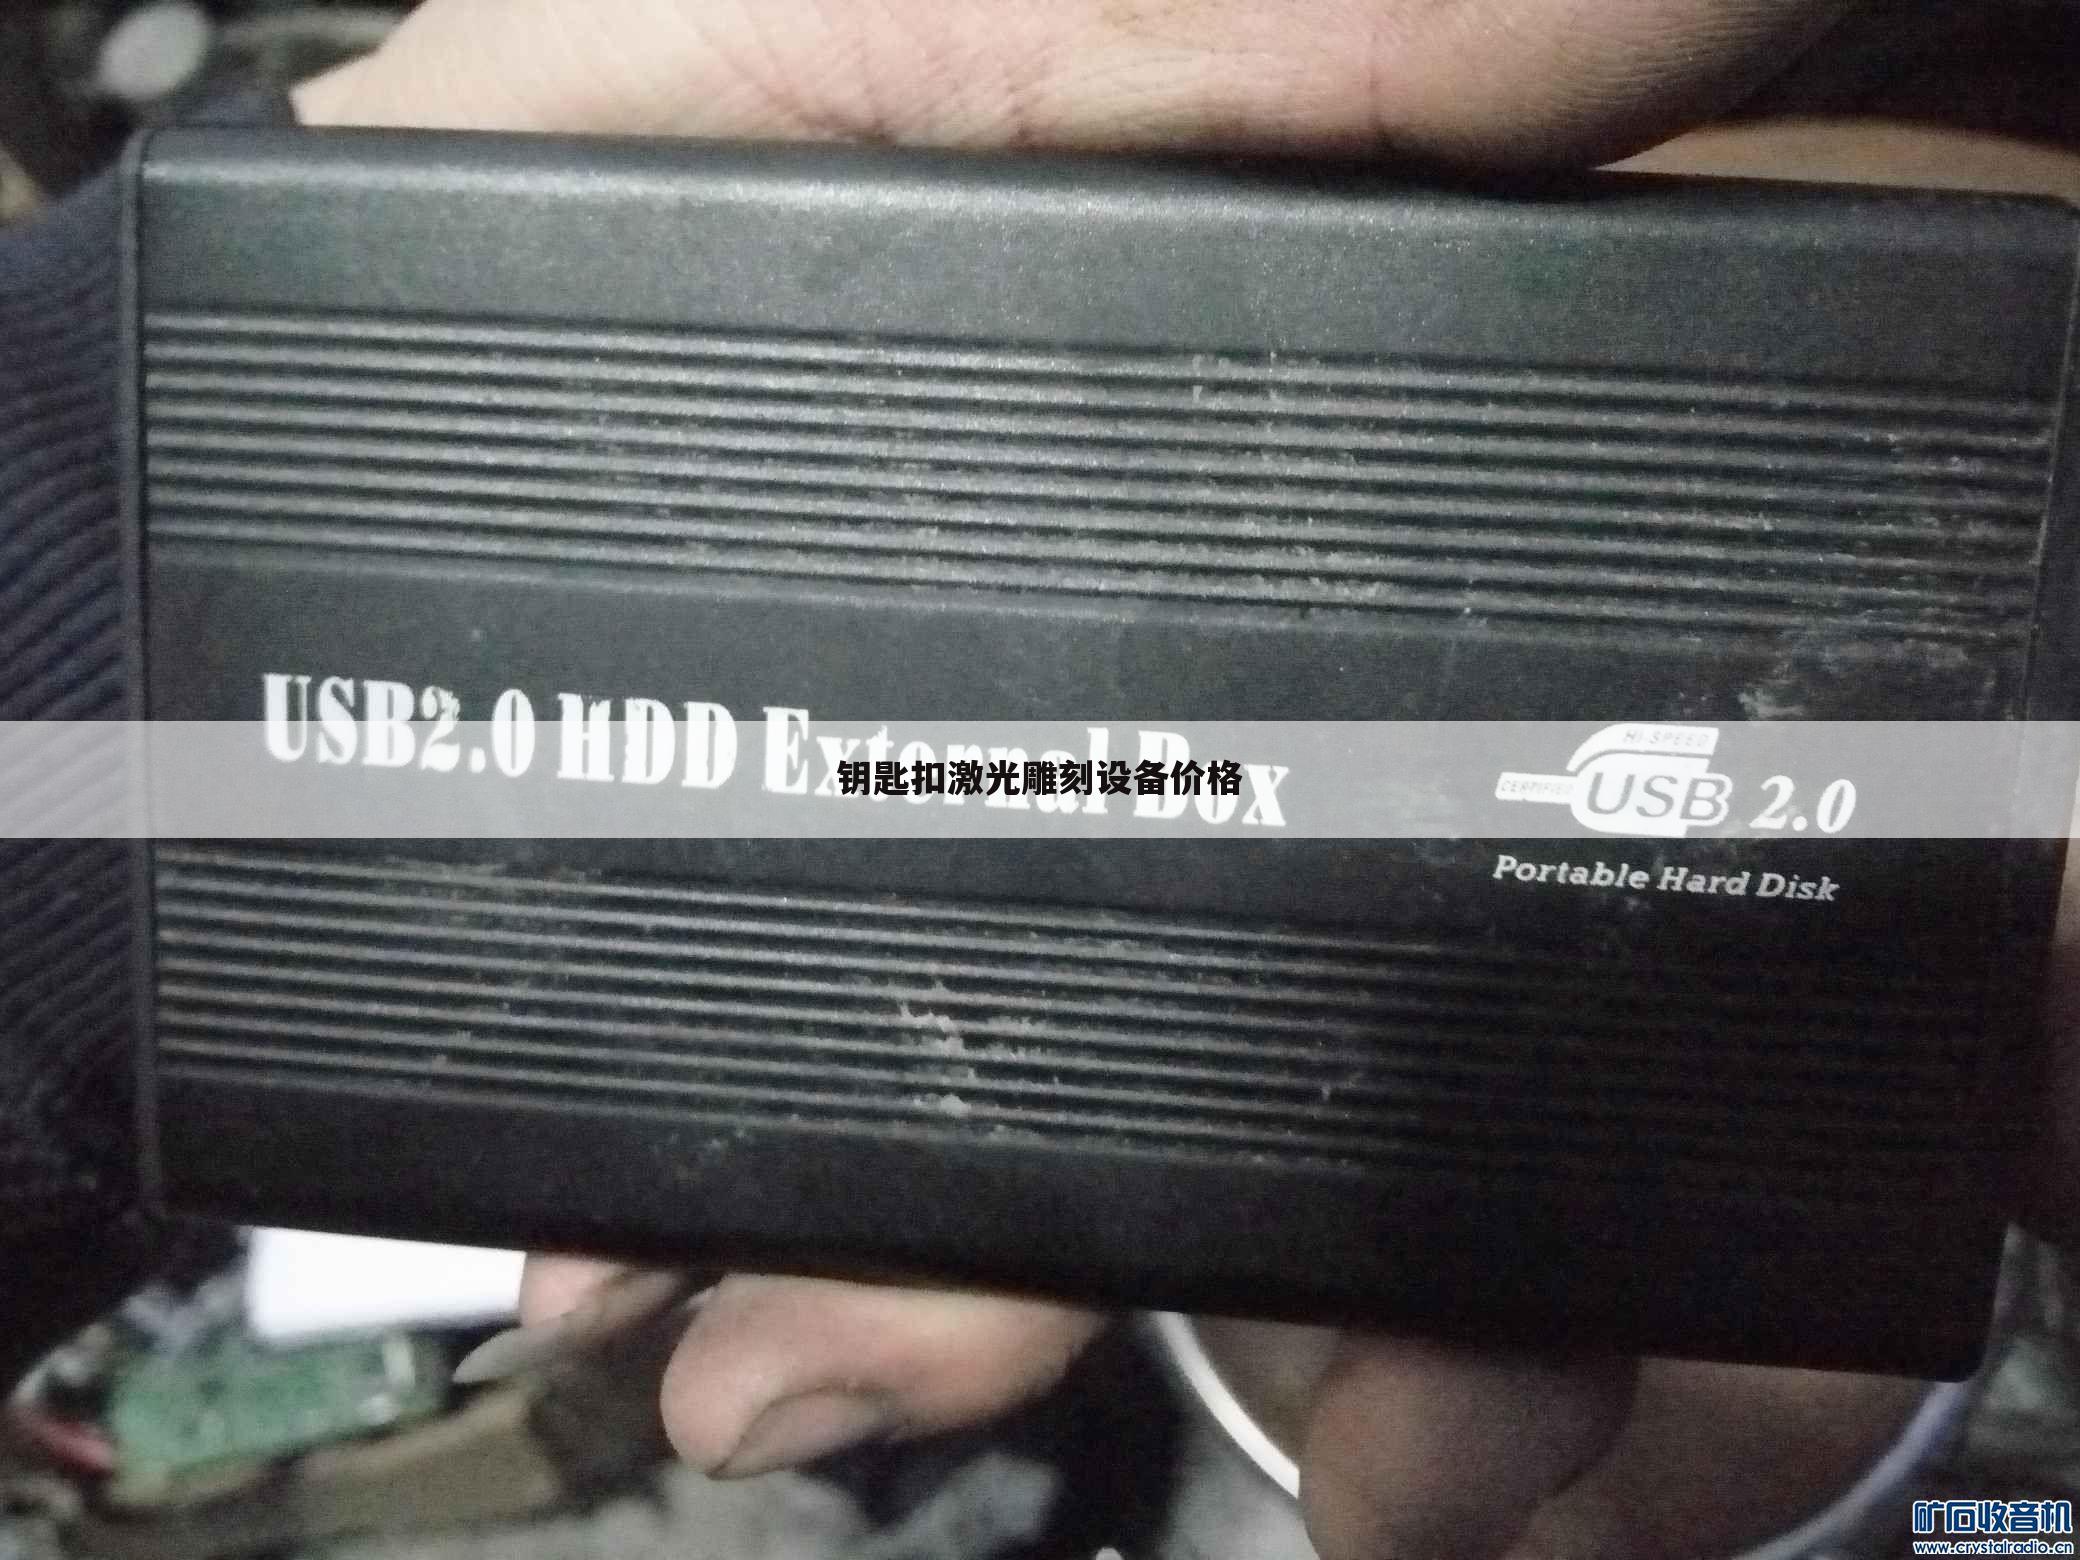 USB2.0 HDD External Box
钥匙扣激光雕刻设备价格
HI-SPEED
CERTIFIED
USB 2.0
Portable Hard Disk
矿石收音机
www.crystalradio.cn